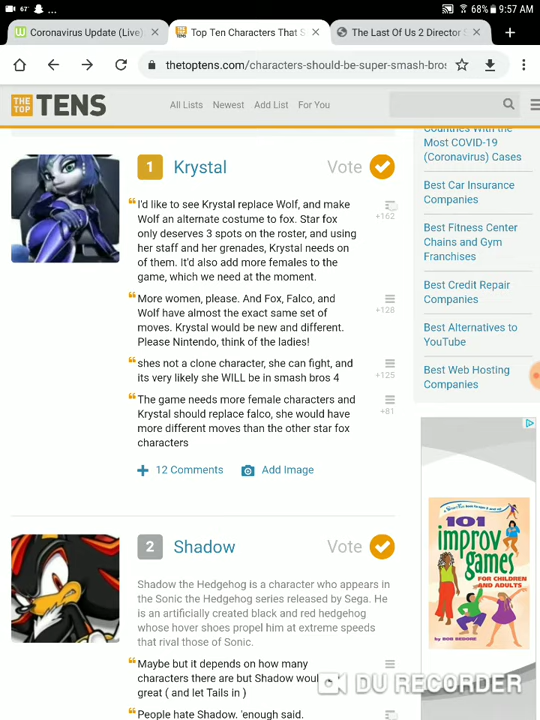 67° ... 68% 9:57 AM
Coronavirus Update (Live) × Top Ten Characters That S × The Last Of Us 2 Director S × +
thetoptens.com/characters-should-be-super-smash-bros
THE TOP TENS All Lists Newest Add List For You
1 Krystal Vote
"I'd like to see Krystal replace Wolf, and make
Wolf an alternate costume to fox. Star fox
only deserves 3 spots on the roster, and using
her staff and her grenades, Krystal needs on
of them. It'd also add more females to the
game, which we need at the moment.
+162
"More women, please. And Fox, Falco, and
Wolf have almost the exact same set of
moves. Krystal would be new and different.
Please Nintendo, think of the ladies!
+128
"shes not a clone character, she can fight, and
its very likely she WILL be in smash bros 4
+125
"The game needs more female characters and
Krystal should replace falco, she would have
more different moves than the other star fox
characters
+81
+ 12 Comments Add Image
2 Shadow Vote
Shadow the Hedgehog is a character who appears in
the Sonic the Hedgehog series released by Sega. He
is an artificially created black and red hedgehog
whose hover shoes propel him at extreme speeds
that rival those of Sonic.
"Maybe but it depends on how many
characters there are but Shadow woul
great ( and let Tails in )
"People hate Shadow. 'enough said.
Countries With the
Most COVID-19
(Coronavirus) Cases
Best Car Insurance
Companies
Best Fitness Center
Chains and Gym
Franchises
Best Credit Repair
Companies
Best Alternatives to
YouTube
Best Web Hosting
Companies
101
improv
games
FOR CHILDREN
AND ADULTS
BY BOB BEDORE
DU RECORDER